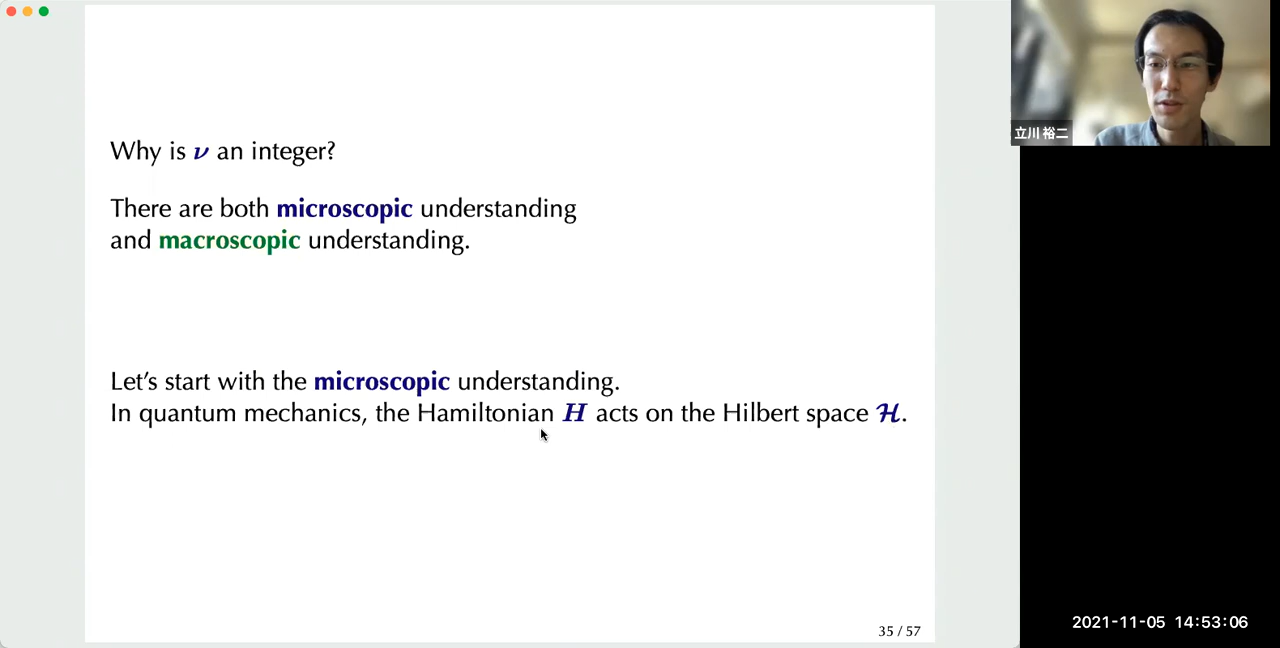 Why is ν an integer?
There are both microscopic understanding
and macroscopic understanding.
Let's start with the microscopic understanding.
In quantum mechanics, the Hamiltonian H acts on the Hilbert space ℋ.
35 / 57
立川 裕二
2021-11-05 14:53:06